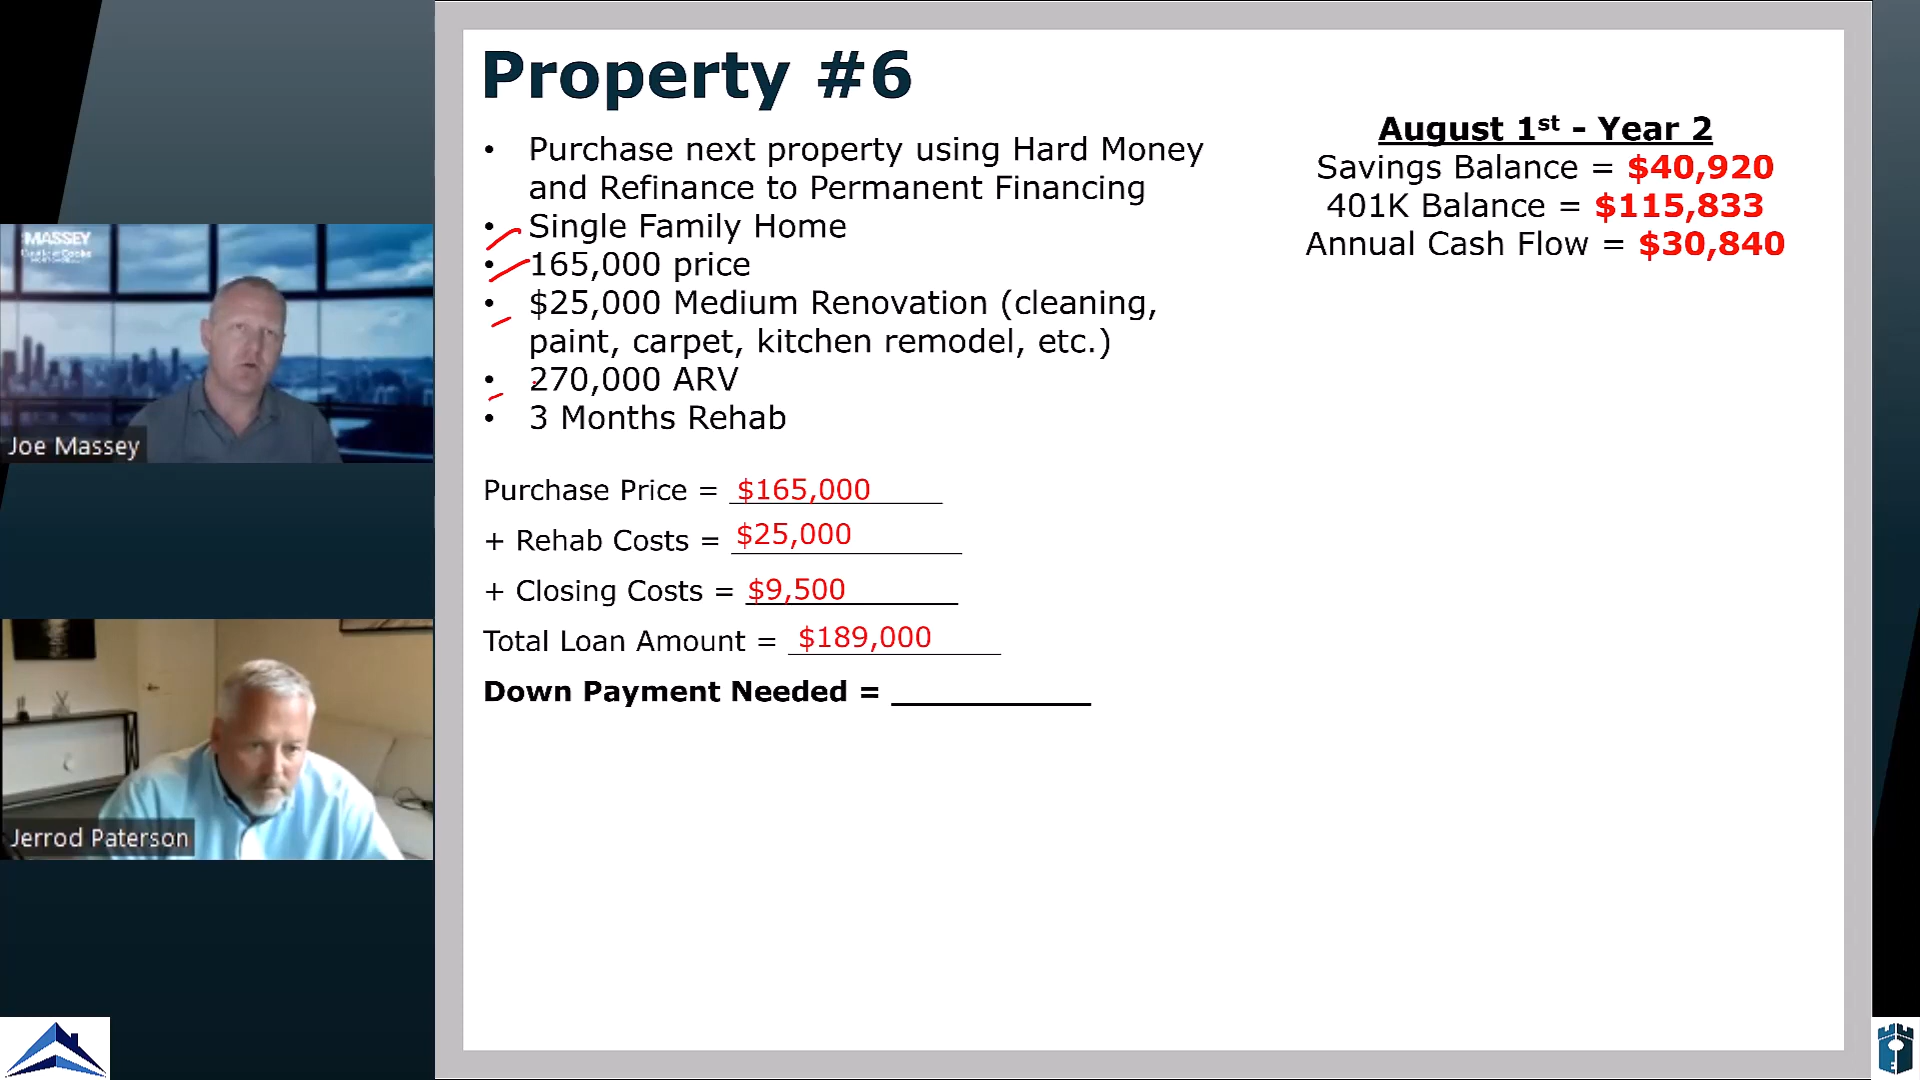 Property #6
• Purchase next property using Hard Money
and Refinance to Permanent Financing
• Single Family Home
• 165,000 price
• $25,000 Medium Renovation (cleaning,
paint, carpet, kitchen remodel, etc.)
• 270,000 ARV
• 3 Months Rehab
August 1st - Year 2
Savings Balance = $40,920
401K Balance = $115,833
Annual Cash Flow = $30,840
Purchase Price = $165,000
+ Rehab Costs = $25,000
+ Closing Costs = $9,500
Total Loan Amount = $189,000
Down Payment Needed = ____________
MASSEY
Joe Massey
Jerrod Paterson